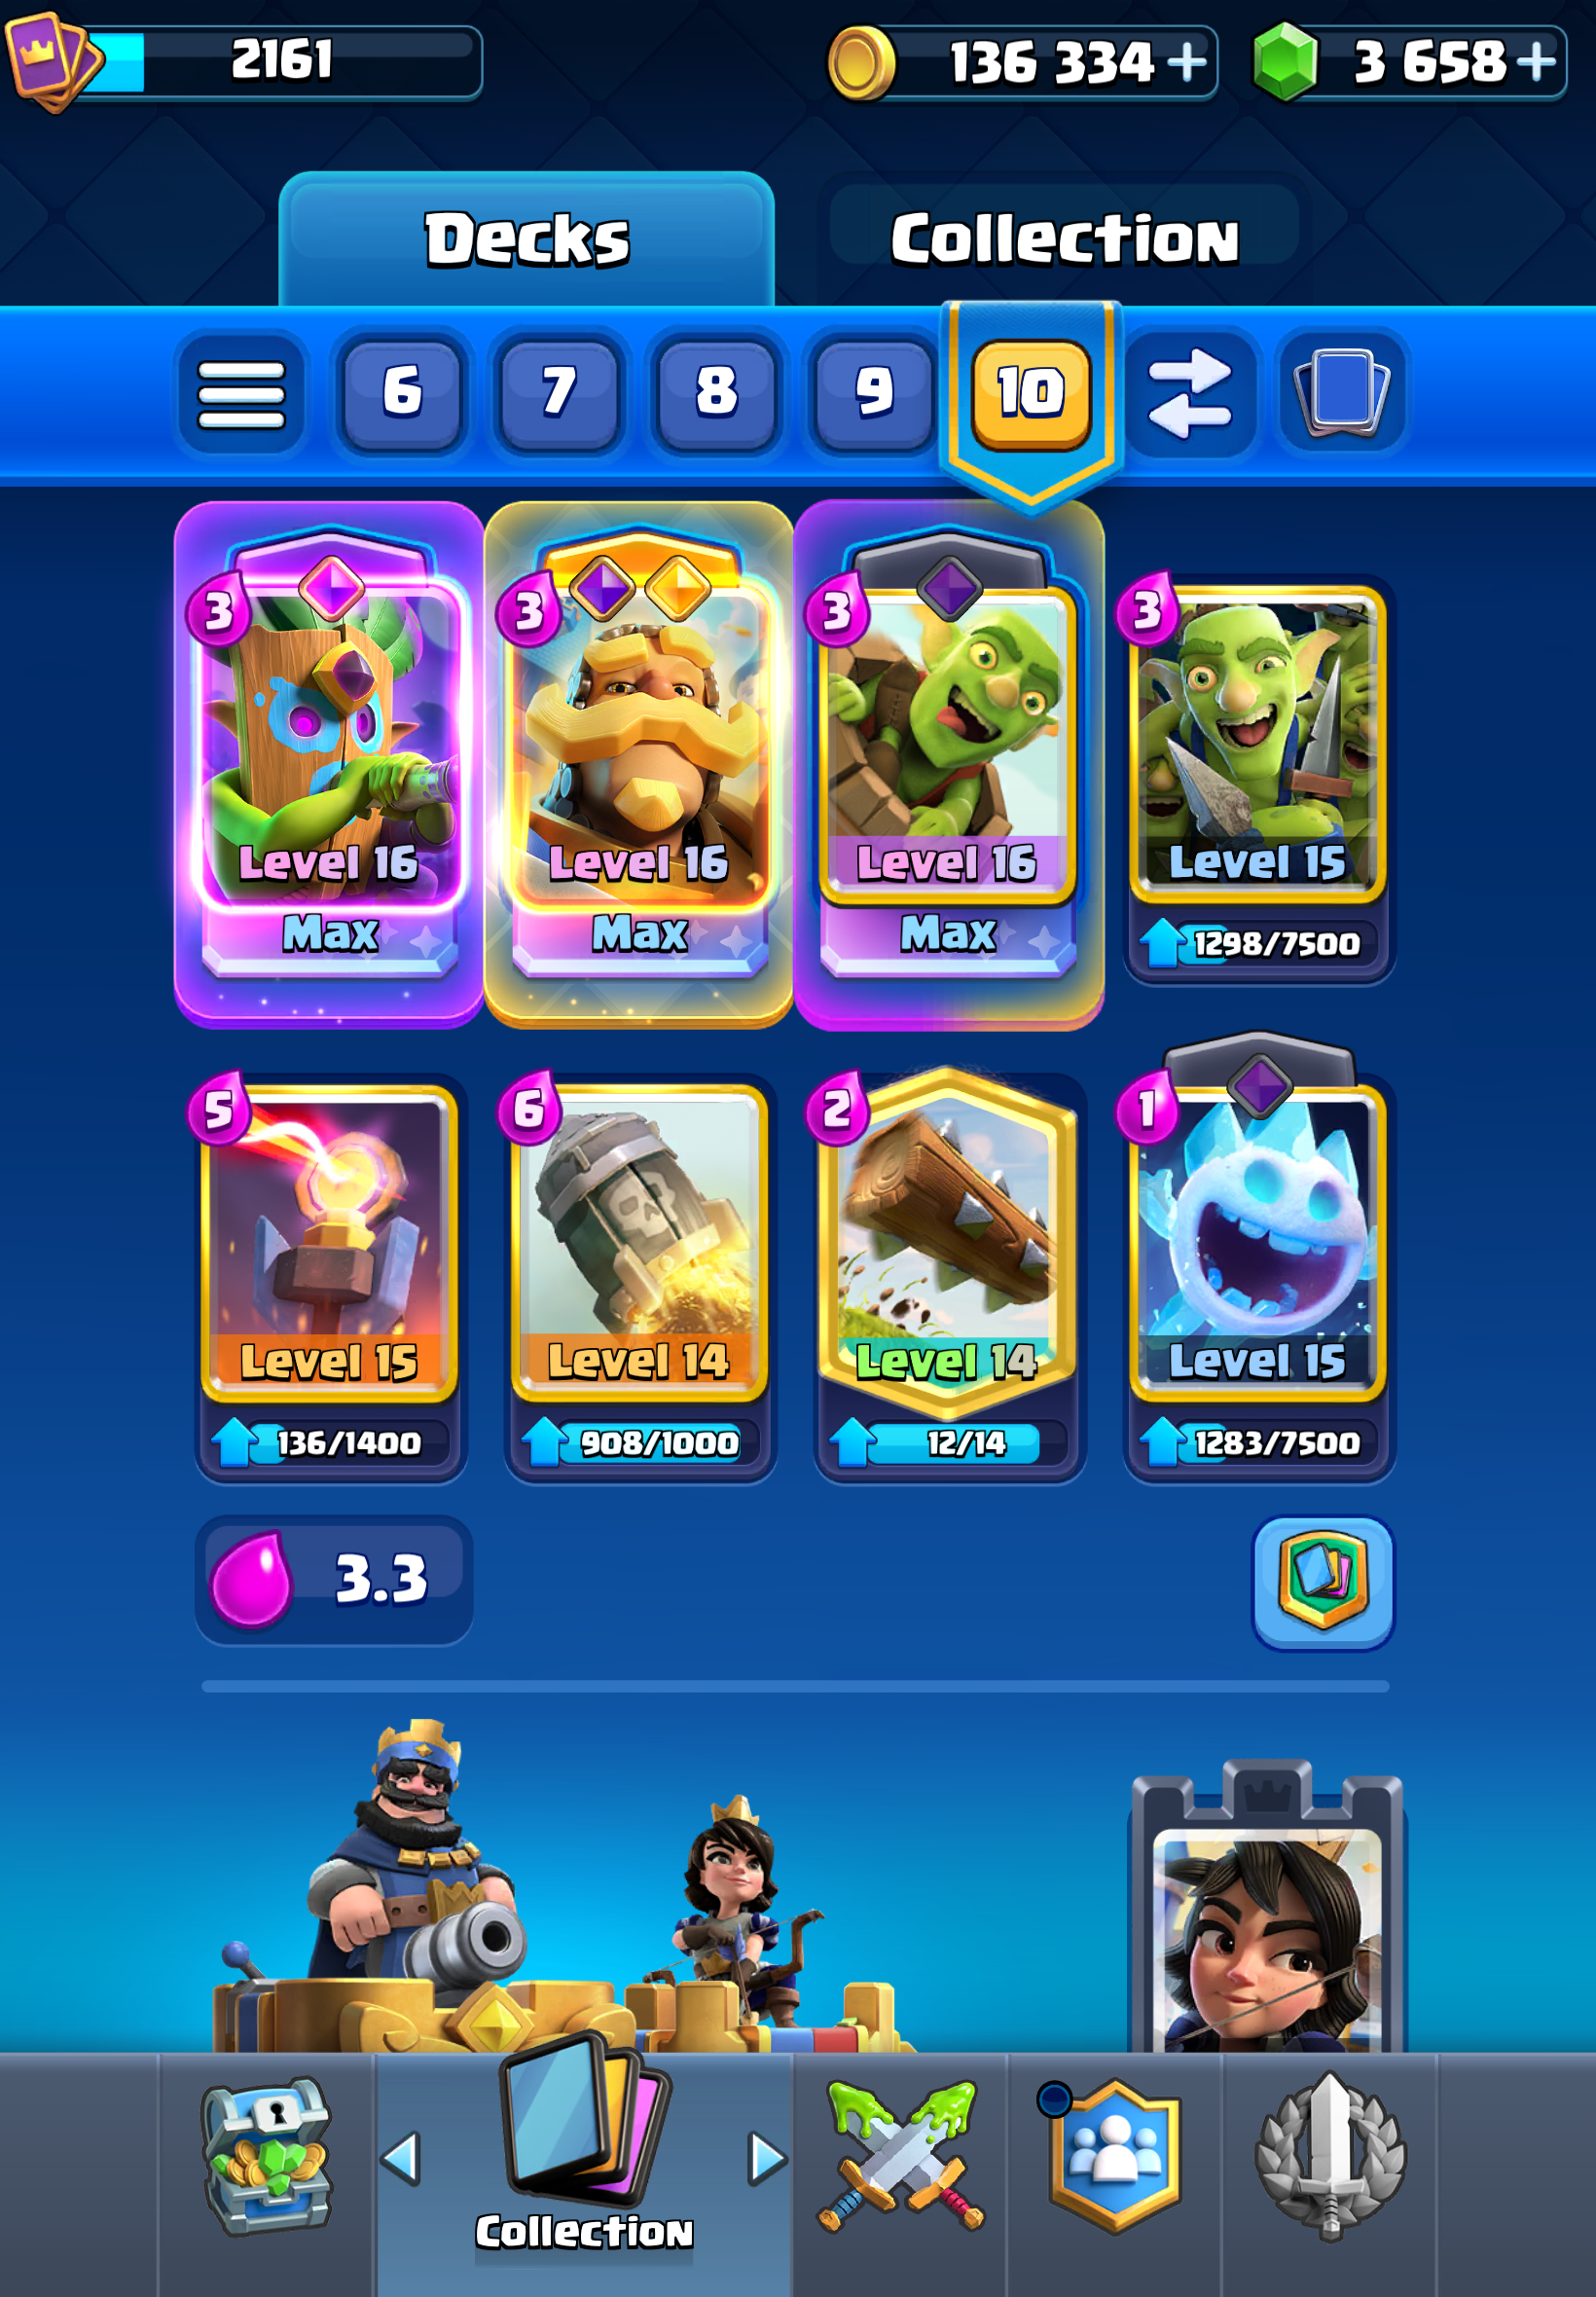 2161
136 334
3 658
Decks
Collection
6
7
8
9
10
3
Level 16
Max
3
Level 16
Max
3
Level 16
Max
3
Level 15
1298/7500
5
Level 15
136/1400
6
Level 14
908/1000
2
Level 14
12/14
1
Level 15
1283/7500
3.3
Collection